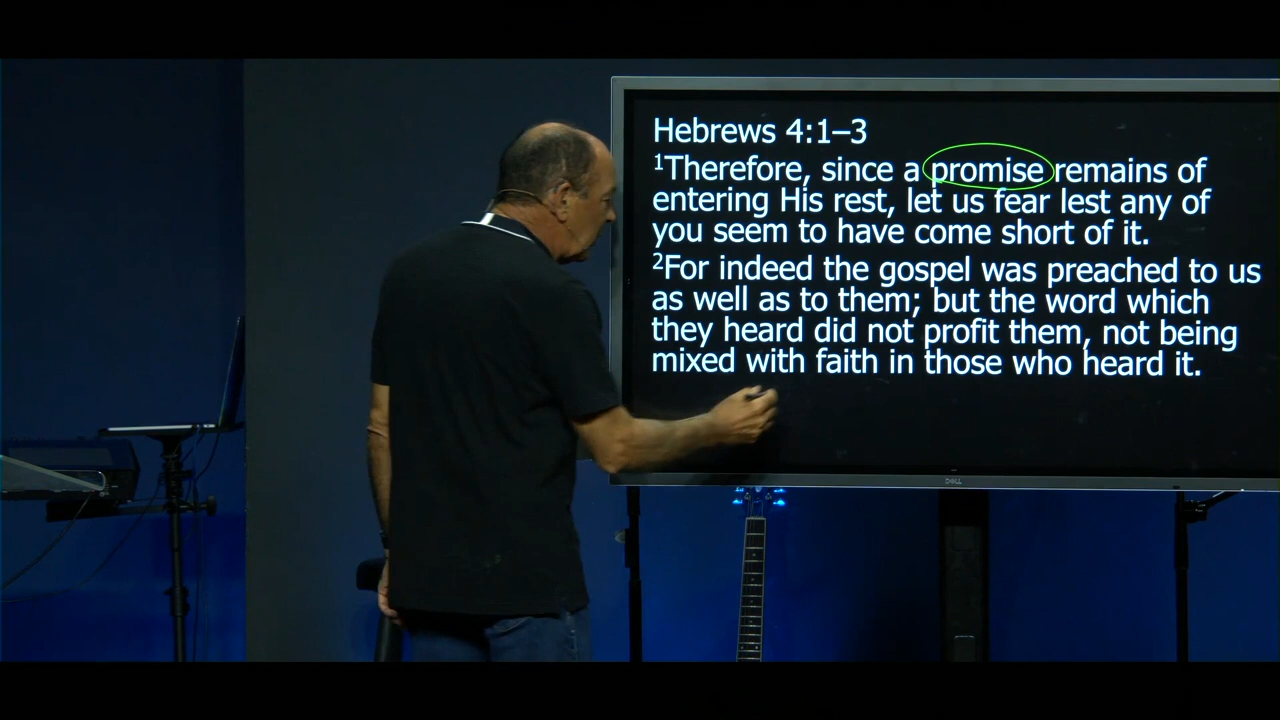 Hebrews 4:1–3
¹Therefore, since a promise remains of
entering His rest, let us fear lest any of
you seem to have come short of it.
²For indeed the gospel was preached to us
as well as to them; but the word which
they heard did not profit them, not being
mixed with faith in those who heard it.
DELL